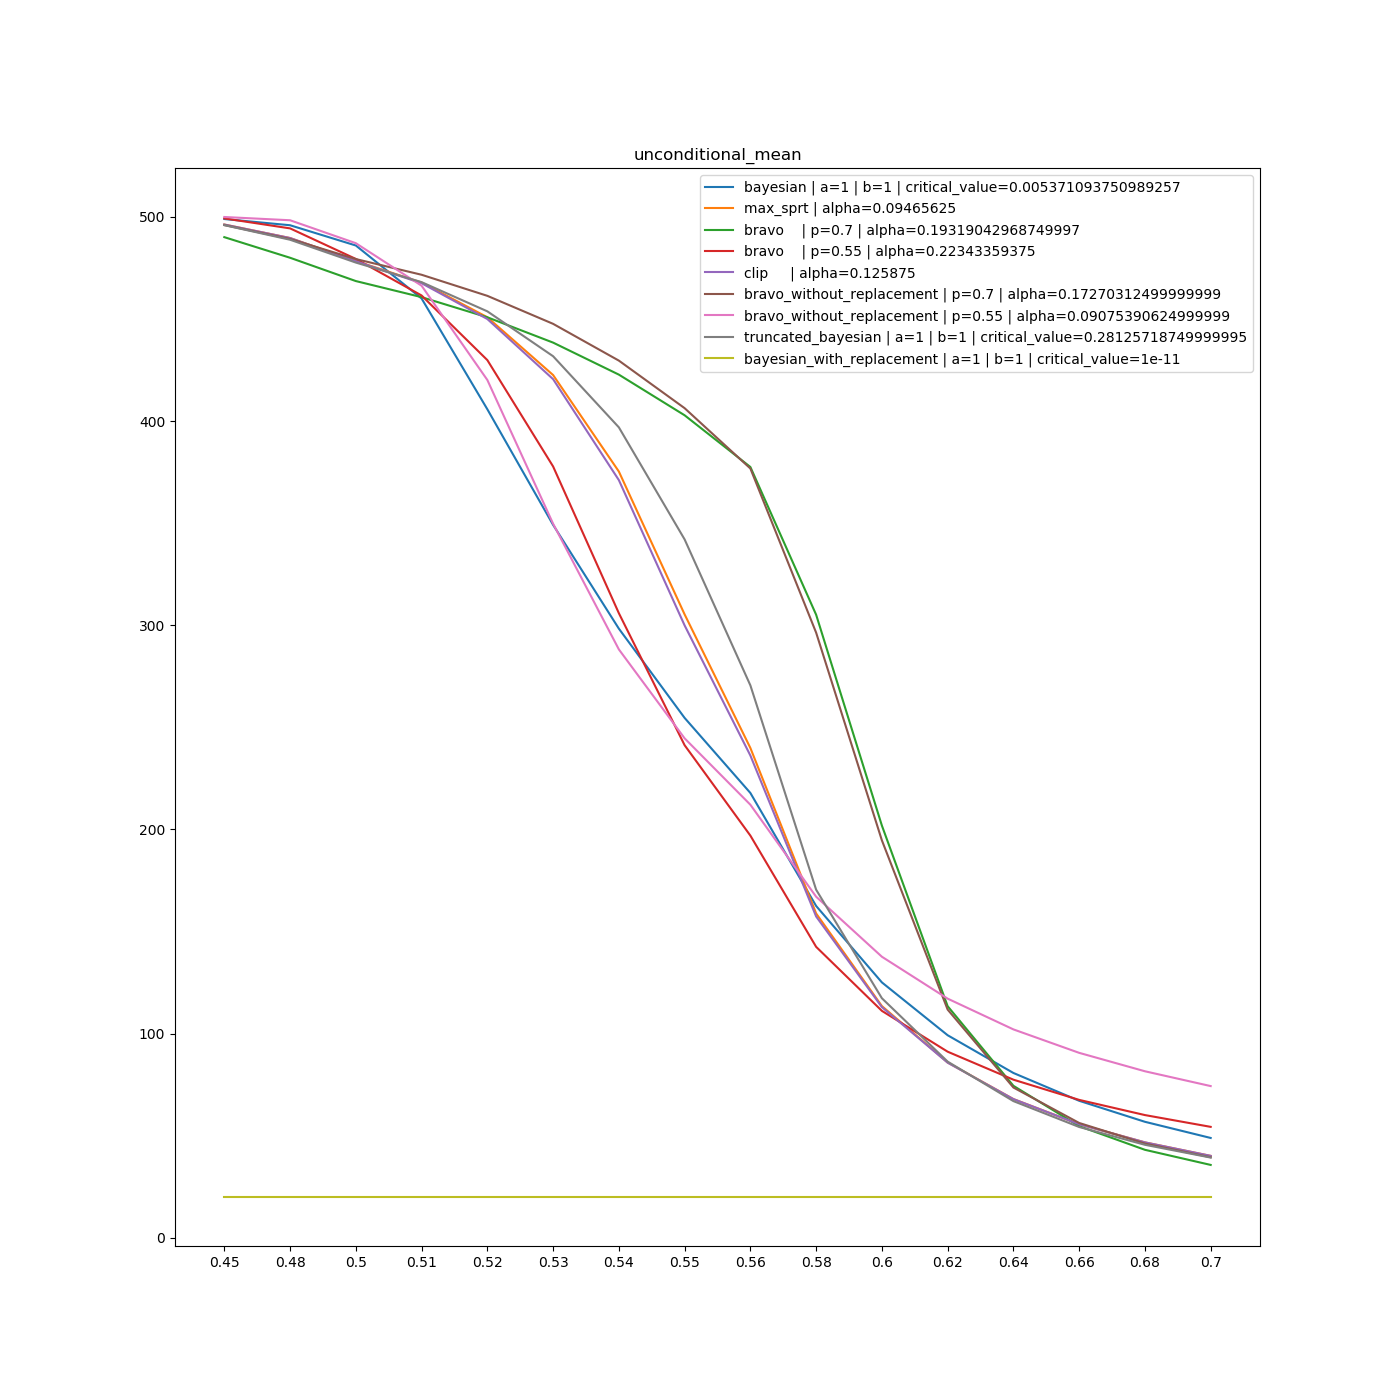 unconditional_mean
bayesian | a=1 | b=1 | critical_value=0.005371093750989257
max_sprt | alpha=0.09465625
bravo    | p=0.7 | alpha=0.19319042968749997
bravo    | p=0.55 | alpha=0.22343359375
clip     | alpha=0.125875
bravo_without_replacement | p=0.7 | alpha=0.17270312499999999
bravo_without_replacement | p=0.55 | alpha=0.09075390624999999
truncated_bayesian | a=1 | b=1 | critical_value=0.28125718749999995
bayesian_with_replacement | a=1 | b=1 | critical_value=1e-11
500
400
300
200
100
0
0.45 0.48 0.5 0.51 0.52 0.53 0.54 0.55 0.56 0.58 0.6 0.62 0.64 0.66 0.68 0.7